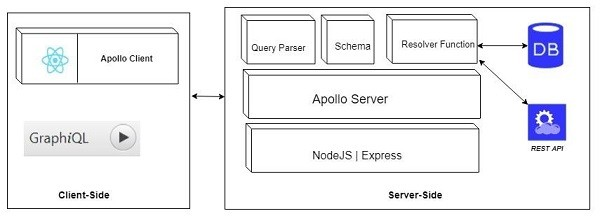 Apollo Client
GraphiQL
Client-Side
Query Parser
Schema
Resolver Function
DB
Apollo Server
REST API
NodeJS | Express
Server-Side